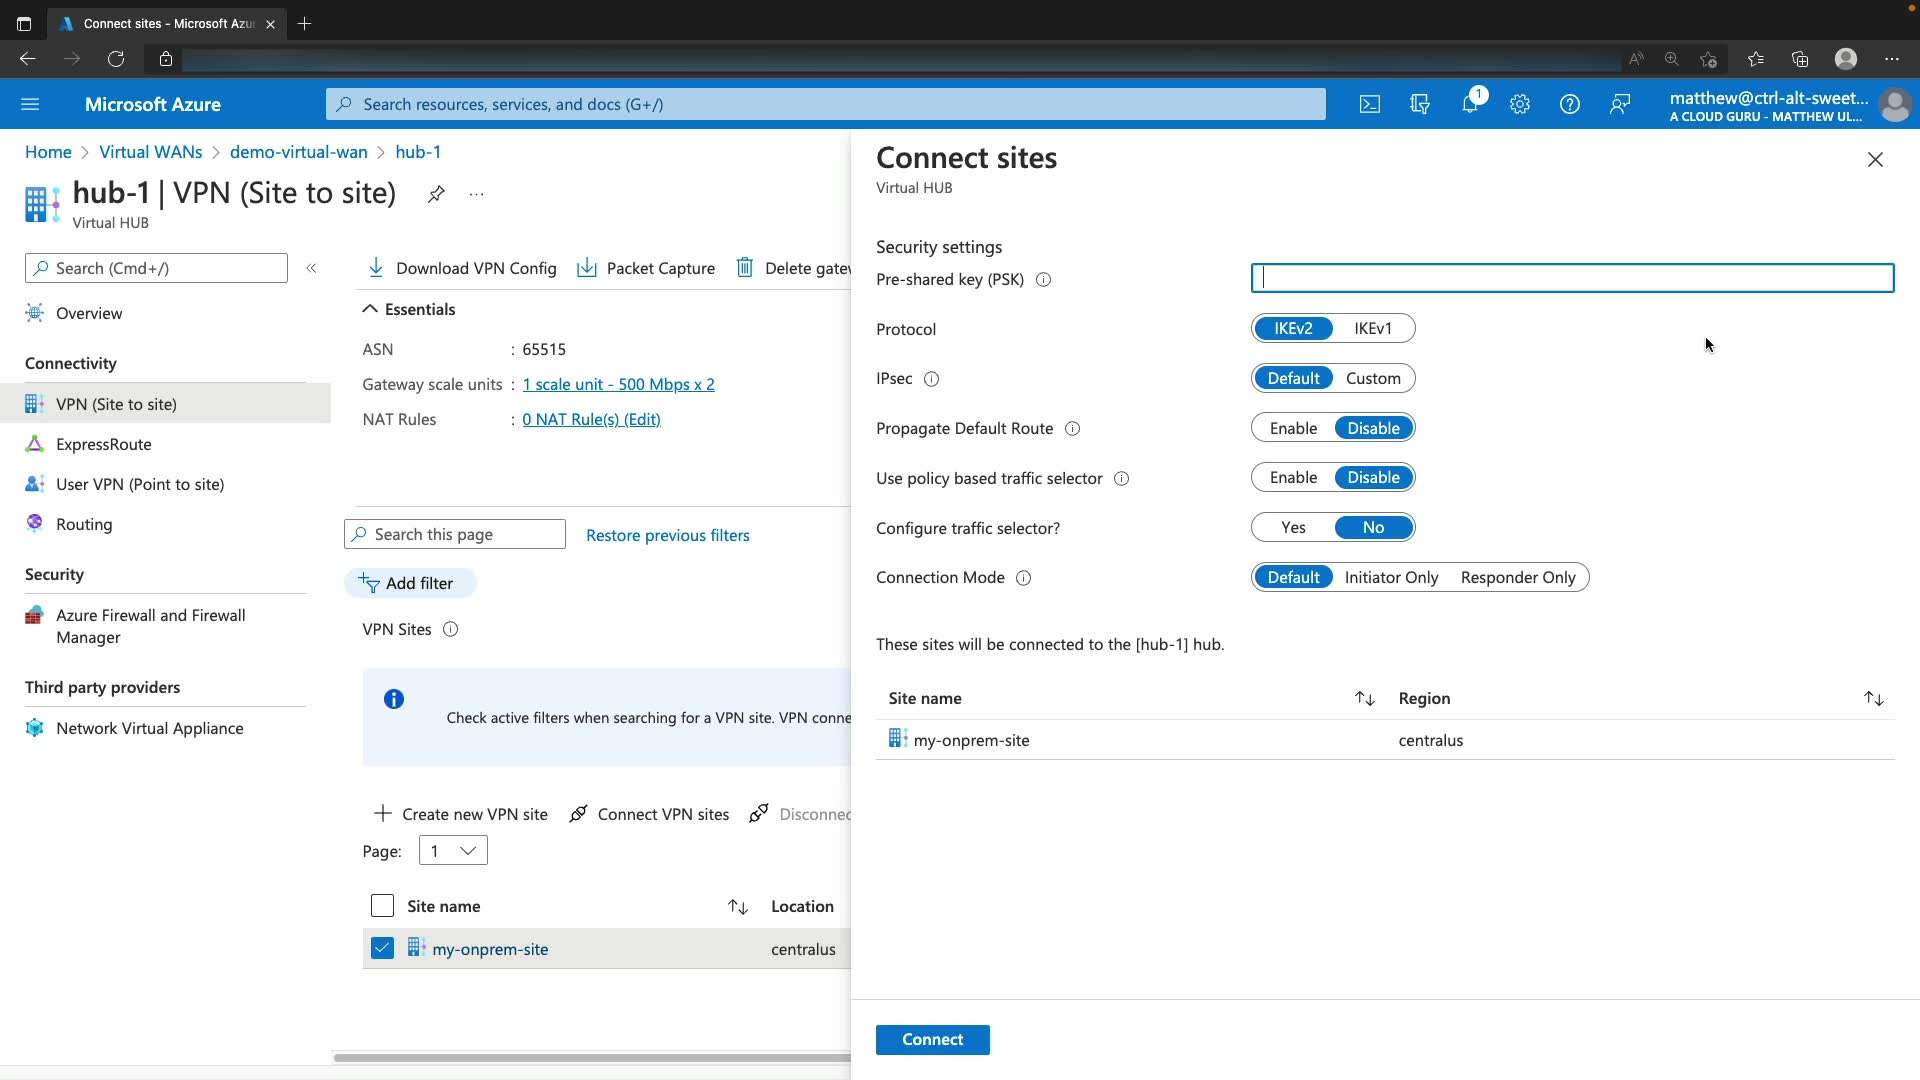 Connect sites - Microsoft Azu
Microsoft Azure
Search resources, services, and docs (G+/)
1
matthew@ctrl-alt-sweet...
A CLOUD GURU - MATTHEW UL...
Home > Virtual WANs > demo-virtual-wan > hub-1
hub-1 | VPN (Site to site)
Virtual HUB
Search (Cmd+/)
Overview
Connectivity
VPN (Site to site)
ExpressRoute
User VPN (Point to site)
Routing
Security
Azure Firewall and Firewall
Manager
Third party providers
Network Virtual Appliance
Download VPN Config
Packet Capture
Delete gatew
Essentials
ASN : 65515
Gateway scale units : 1 scale unit - 500 Mbps x 2
NAT Rules : 0 NAT Rule(s) (Edit)
Search this page
Restore previous filters
Add filter
VPN Sites
Check active filters when searching for a VPN site. VPN conne
Create new VPN site
Connect VPN sites
Disconnec
Page: 1
Site name
Location
my-onprem-site
centralus
Connect sites
Virtual HUB
Security settings
Pre-shared key (PSK)
Protocol
IKEv2 IKEv1
IPsec
Default Custom
Propagate Default Route
Enable Disable
Use policy based traffic selector
Enable Disable
Configure traffic selector?
Yes No
Connection Mode
Default Initiator Only Responder Only
These sites will be connected to the [hub-1] hub.
Site name
Region
my-onprem-site
centralus
Connect